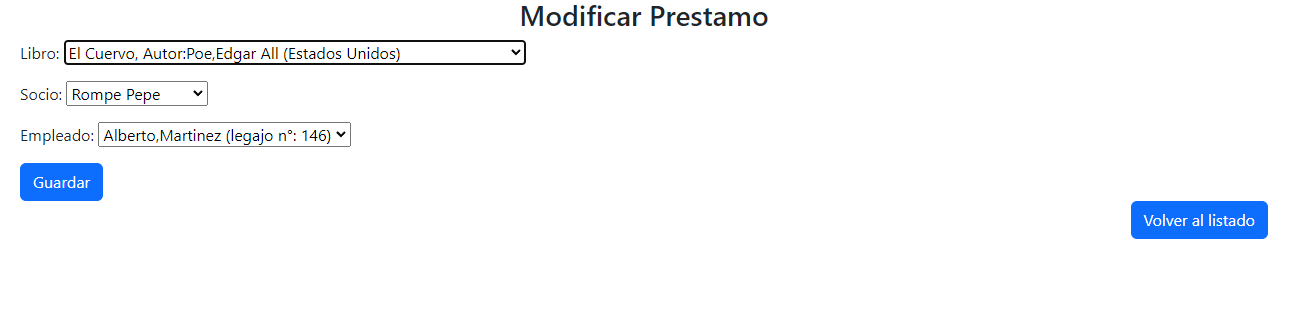 Modificar Prestamo
Libro: El Cuervo, Autor:Poe,Edgar All (Estados Unidos)
Socio: Rompe Pepe
Empleado: Alberto,Martinez (legajo n°: 146)
Guardar
Volver al listado